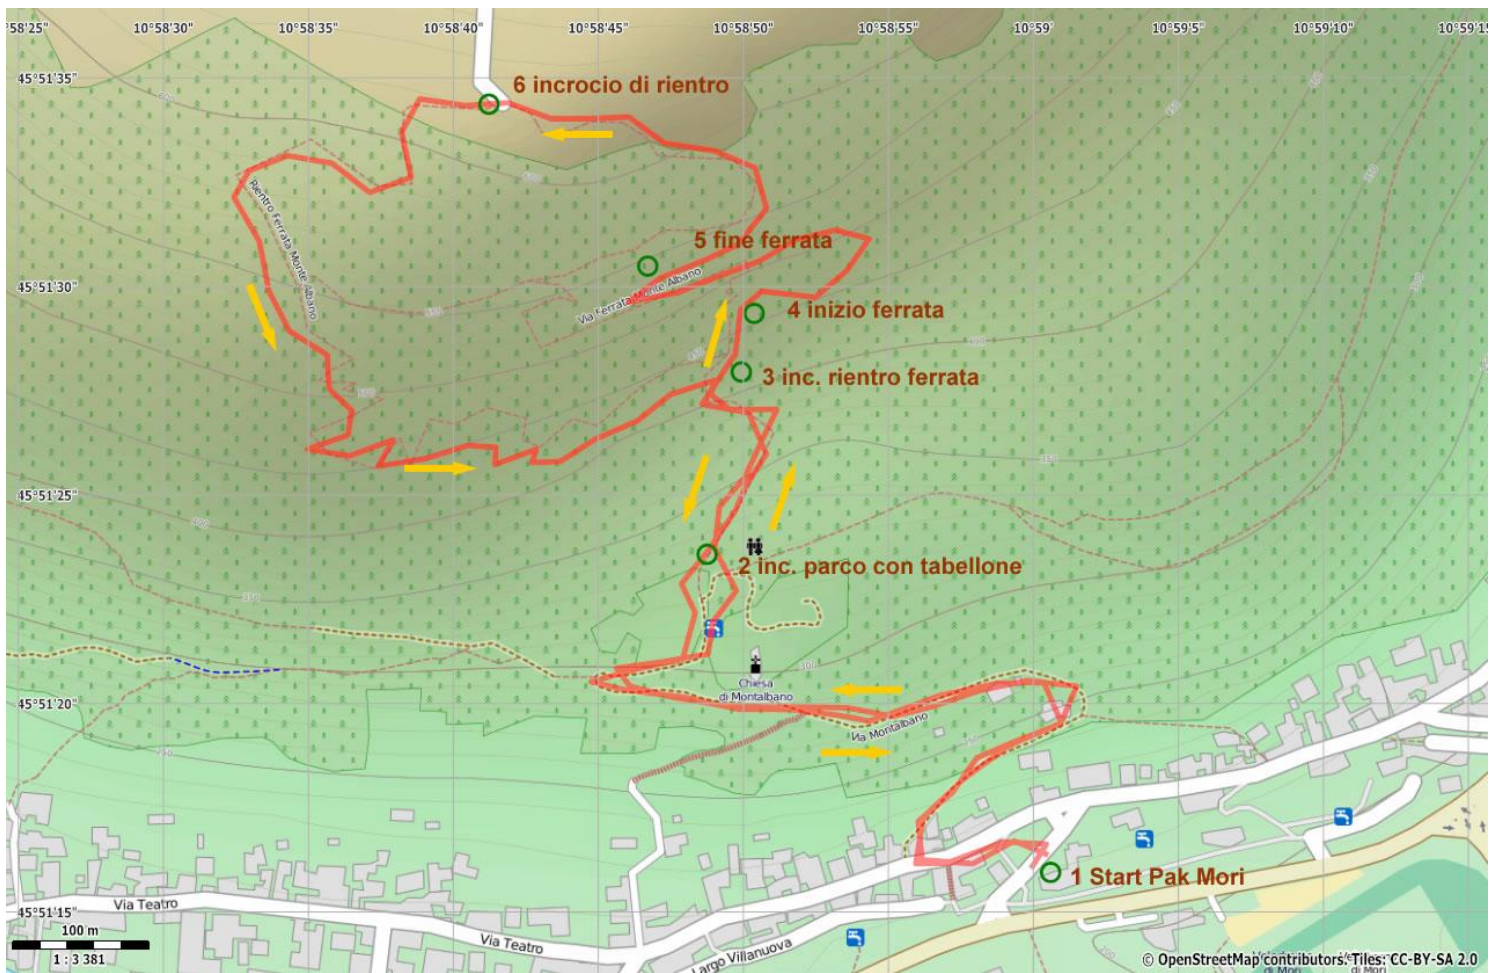 10°58'25"
10°58'30"
10°58'35"
10°58'40"
10°58'45"
10°58'50"
10°58'55"
10°59'
10°59'5"
10°59'10"
45°51'35"
6 incrocio di rientro
Rientro Ferrata Monte Albano
5 fine ferrata
Via Ferrata Monte Albano
45°51'30"
4 inizio ferrata
3 inc. rientro ferrata
45°51'25"
2 inc. parco con tabellone
Chiesa
di Montalbano
300
45°51'20"
Via Montalbano
1 Start Pak Mori
45°51'15"
Via Teatro
100 m
1 : 3 381
Via Teatro
Largo Villanuova
© OpenStreetMap contributors, Tiles: CC-BY-SA 2.0